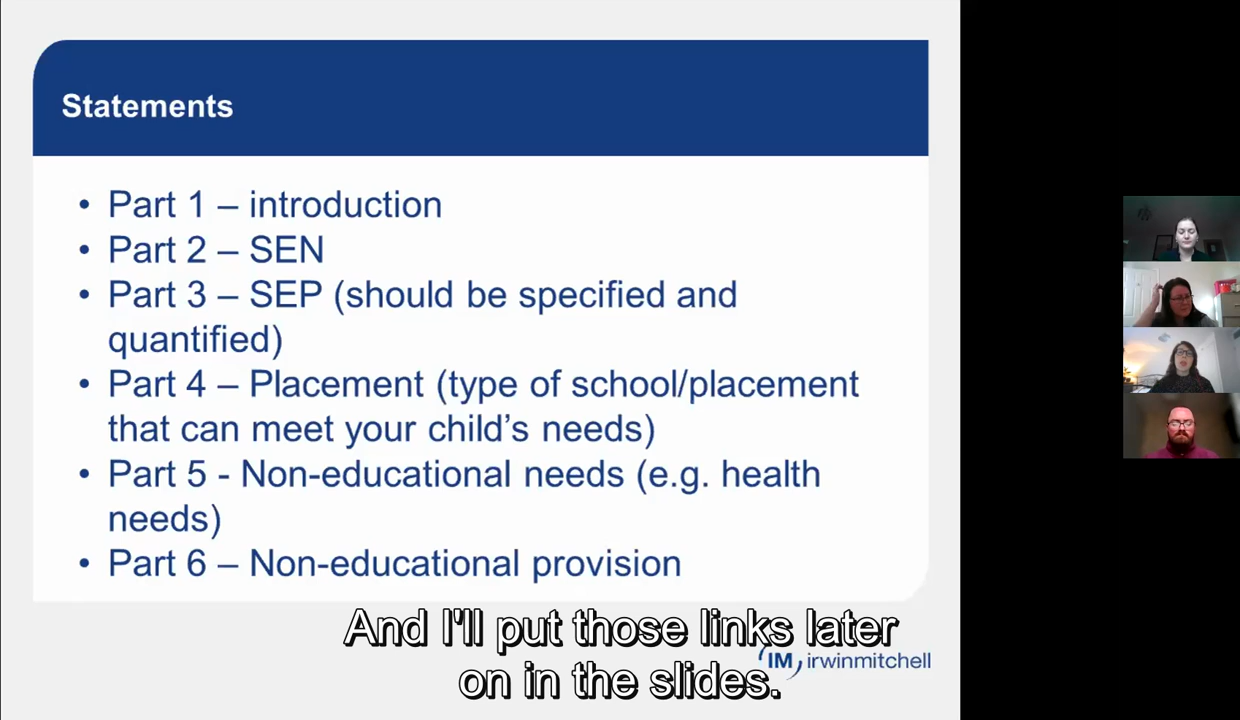 Statements
• Part 1 – introduction
• Part 2 – SEN
• Part 3 – SEP (should be specified and
quantified)
• Part 4 – Placement (type of school/placement
that can meet your child's needs)
• Part 5 - Non-educational needs (e.g. health
needs)
• Part 6 – Non-educational provision
And I'll put those links later
on in the slides.
IM irwinmitchell